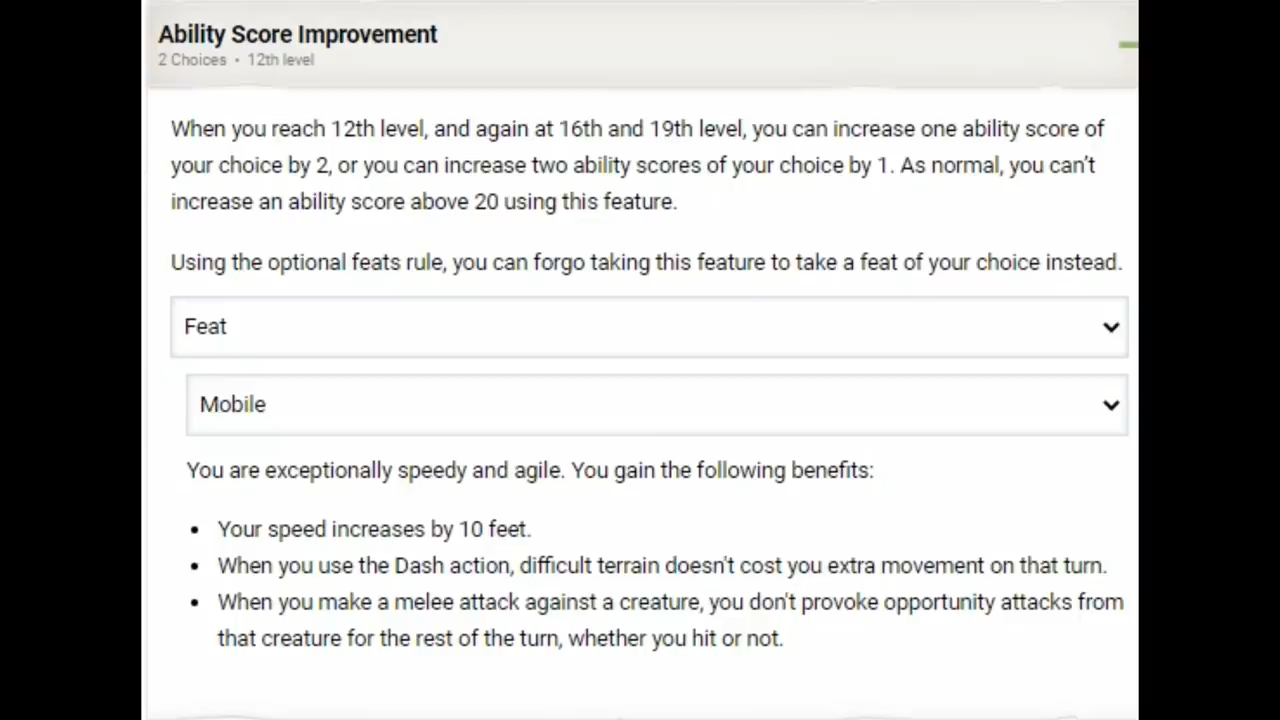 Ability Score Improvement
2 Choices • 12th level
When you reach 12th level, and again at 16th and 19th level, you can increase one ability score of
your choice by 2, or you can increase two ability scores of your choice by 1. As normal, you can’t
increase an ability score above 20 using this feature.
Using the optional feats rule, you can forgo taking this feature to take a feat of your choice instead.
Feat
Mobile
You are exceptionally speedy and agile. You gain the following benefits:
• Your speed increases by 10 feet.
• When you use the Dash action, difficult terrain doesn't cost you extra movement on that turn.
• When you make a melee attack against a creature, you don't provoke opportunity attacks from
that creature for the rest of the turn, whether you hit or not.